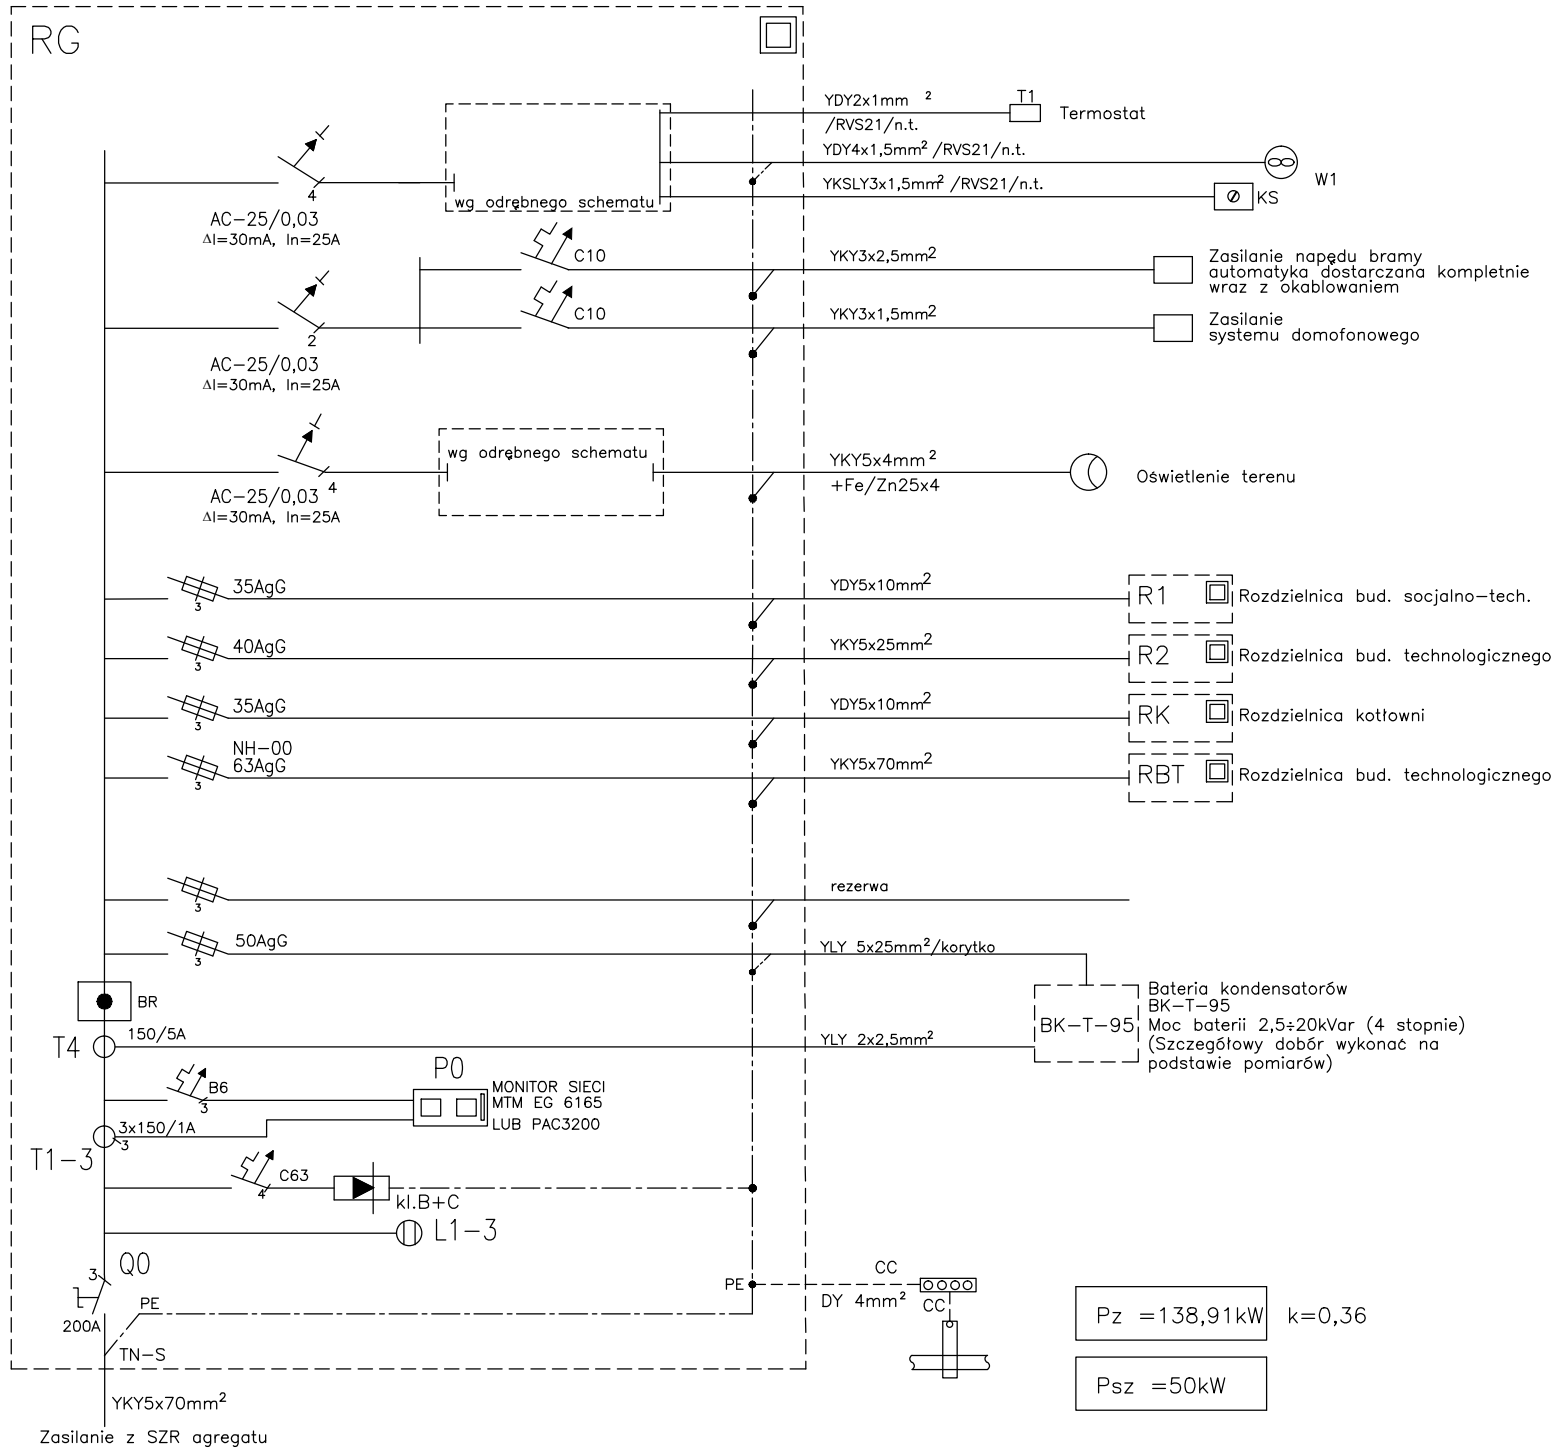 RG
YDY2x1mm 2
/RVS21/n.t.
T1
Termostat
YDY4x1,5mm² /RVS21/n.t.
W1
YKSLY3x1,5mm² /RVS21/n.t.
KS
wg odrębnego schematu
4
AC-25/0,03
ΔI=30mA, In=25A
C10
YKY3x2,5mm²
Zasilanie napędu bramy
automatyka dostarczana kompletnie
wraz z okablowaniem
C10
YKY3x1,5mm²
Zasilanie
systemu domofonowego
2
AC-25/0,03
ΔI=30mA, In=25A
wg odrębnego schematu
YKY5x4mm²
+Fe/Zn25x4
Oświetlenie terenu
4
AC-25/0,03
ΔI=30mA, In=25A
35AgG
3
YDY5x10mm²
R1
Rozdzielnica bud. socjalno-tech.
40AgG
3
YKY5x25mm²
R2
Rozdzielnica bud. technologicznego
35AgG
3
YDY5x10mm²
RK
Rozdzielnica kotłowni
NH-00
63AgG
3
YKY5x70mm²
RBT
Rozdzielnica bud. technologicznego
3
rezerwa
50AgG
3
YLY 5x25mm²/korytko
BR
BK-T-95
Bateria kondensatorów
BK-T-95
Moc baterii 2,5÷20kVar (4 stopnie)
(Szczegółowy dobór wykonać na
podstawie pomiarów)
T4
150/5A
YLY 2x2,5mm²
B6
3
P0
MONITOR SIECI
MTM EG 6165
LUB PAC3200
3x150/1A
3
T1-3
C63
4
kl.B+C
L1-3
3
Q0
200A
PE
TN-S
PE
CC
DY 4mm²
CC
Pz =138,91kW
k=0,36
Psz =50kW
YKY5x70mm²
Zasilanie z SZR agregatu